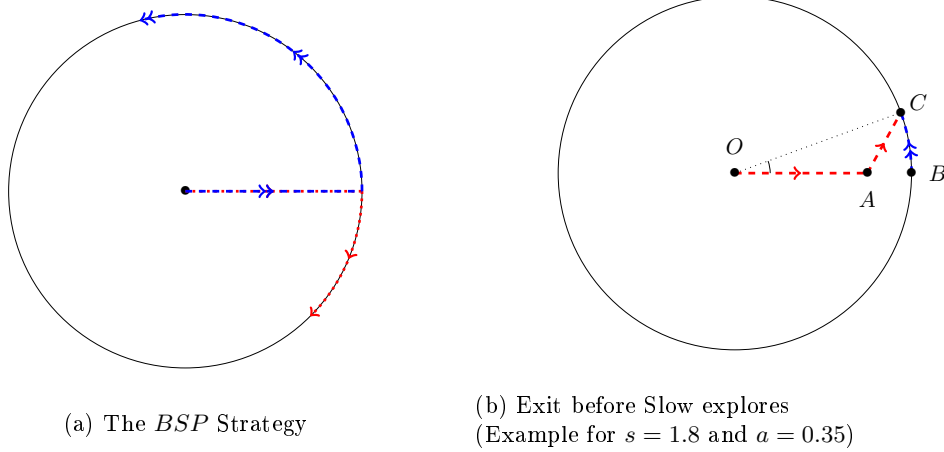 O
C
B
A
(a) The BSP Strategy
(b) Exit before Slow explores
(Example for s = 1.8 and a = 0.35)